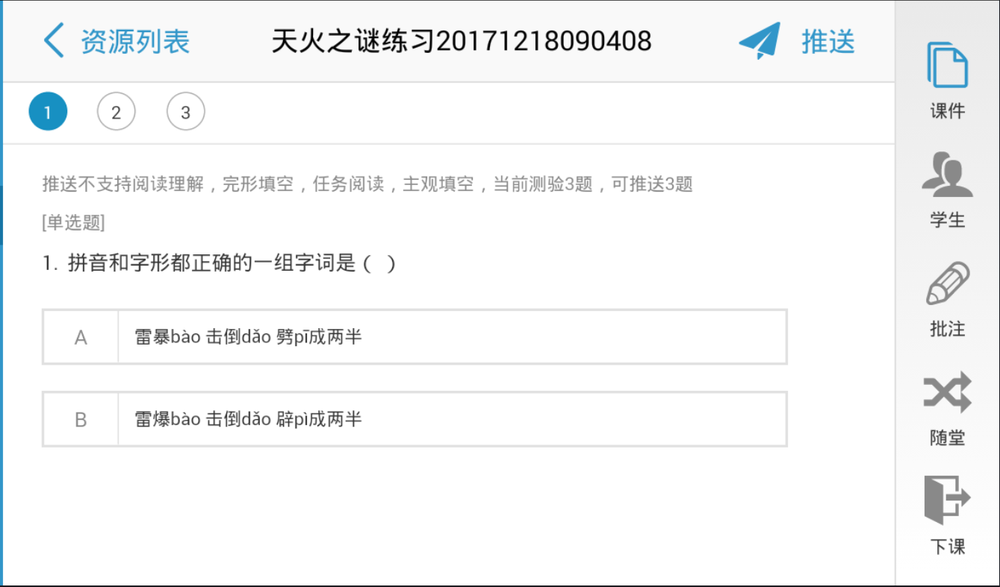 资源列表 天火之谜练习20171218090408 推送
1 2 3
推送不支持阅读理解，完形填空，任务阅读，主观填空，当前测验3题，可推送3题
[单选题]
1. 拼音和字形都正确的一组字词是（ ）
A 雷暴bào 击倒dǎo 劈pī成两半
B 雷爆bào 击倒dǎo 辟pì成两半
课件
学生
批注
随堂
下课